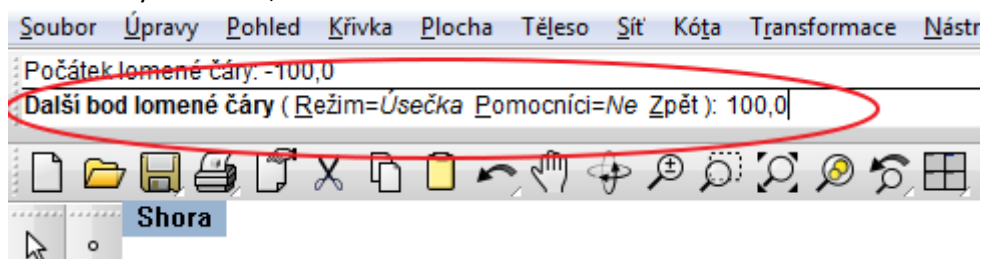 Soubor Úpravy Pohled Křivka Plocha Těleso Síť Kóta Transformace Nástr
Počátek lomené čáry: -100,0
Další bod lomené čáry ( Režim=Úsečka Pomocníci=Ne Zpět ): 100,0
Shora